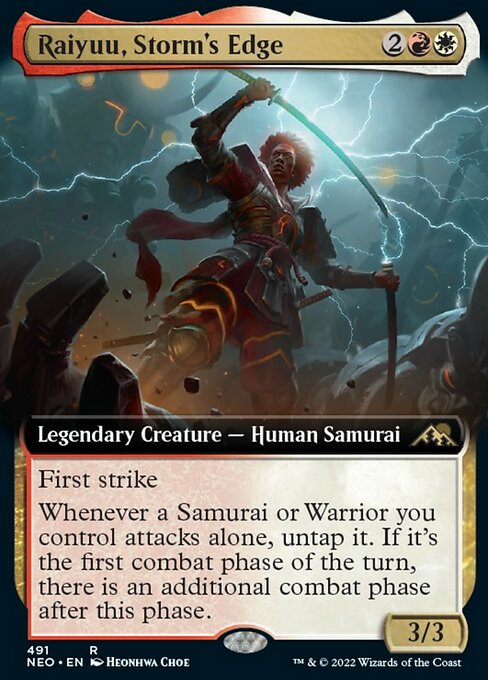 Raiyuu, Storm's Edge 2
Legendary Creature — Human Samurai
First strike
Whenever a Samurai or Warrior you
control attacks alone, untap it. If it's
the first combat phase of the turn,
there is an additional combat phase
after this phase.
3/3
491 R
NEO • EN Heonhwa Choe
™ & © 2022 Wizards of the Coast